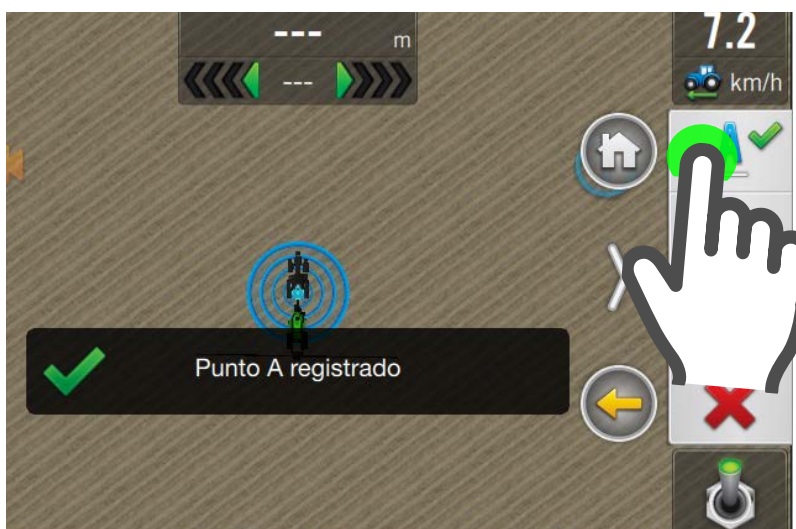 ---
m
---
7.2
km/h
Punto A registrado